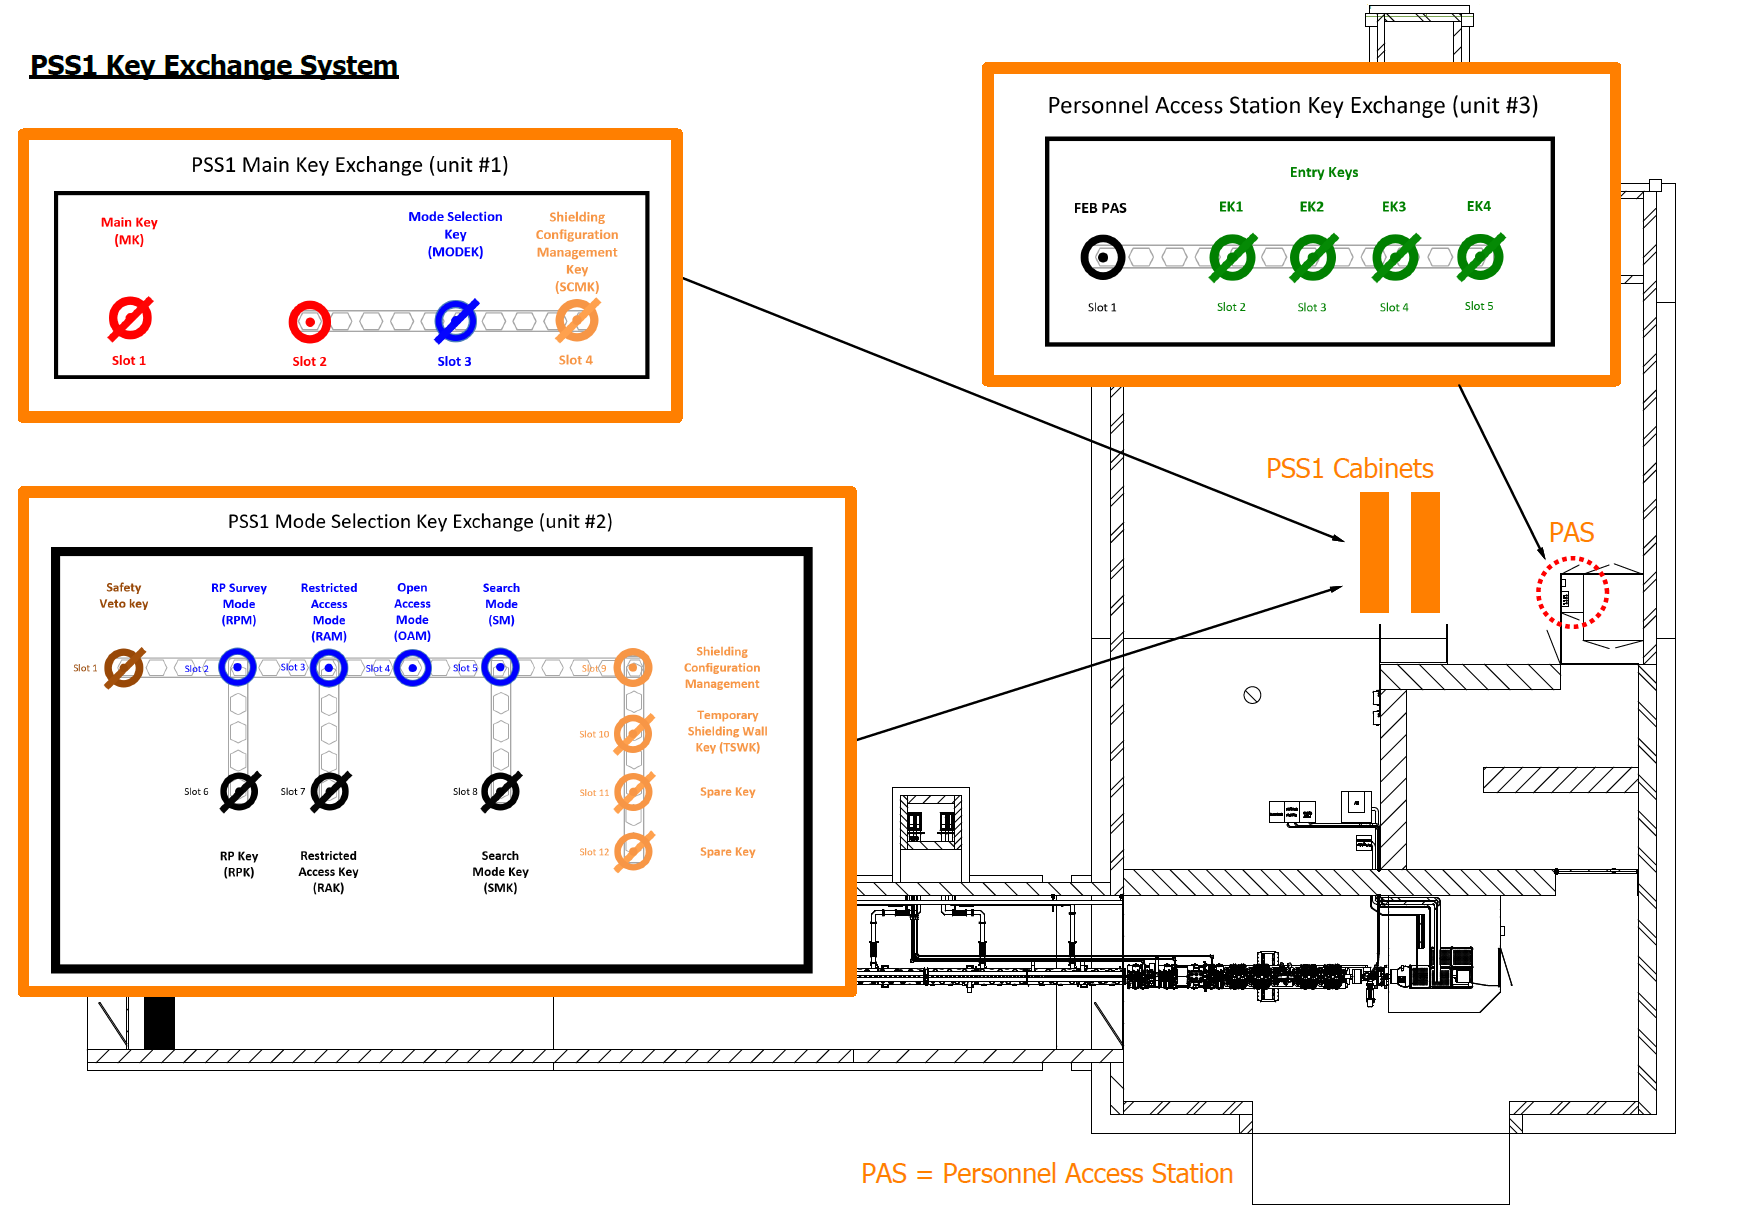 PSS1 Key Exchange System
PSS1 Main Key Exchange (unit #1)
Main Key
(MK)
Mode Selection
Key
(MODEK)
Shielding
Configuration
Management
Key
(SCMK)
Slot 1
Slot 2
Slot 3
Slot 4
Personnel Access Station Key Exchange (unit #3)
Entry Keys
FEB PAS
EK1
EK2
EK3
EK4
Slot 1
Slot 2
Slot 3
Slot 4
Slot 5
PSS1 Cabinets
PAS
PSS1 Mode Selection Key Exchange (unit #2)
Safety
Veto key
RP Survey
Mode
(RPM)
Restricted
Access
Mode
(RAM)
Open
Access
Mode
(OAM)
Search
Mode
(SM)
Slot 1
Slot 2
Slot 3
Slot 4
Slot 5
Slot 9
Shielding
Configuration
Management
Slot 10
Temporary
Shielding Wall
Key (TSWK)
Slot 6
Slot 7
Slot 8
Slot 11
Spare Key
Slot 12
Spare Key
RP Key
(RPK)
Restricted
Access Key
(RAK)
Search
Mode Key
(SMK)
PAS = Personnel Access Station